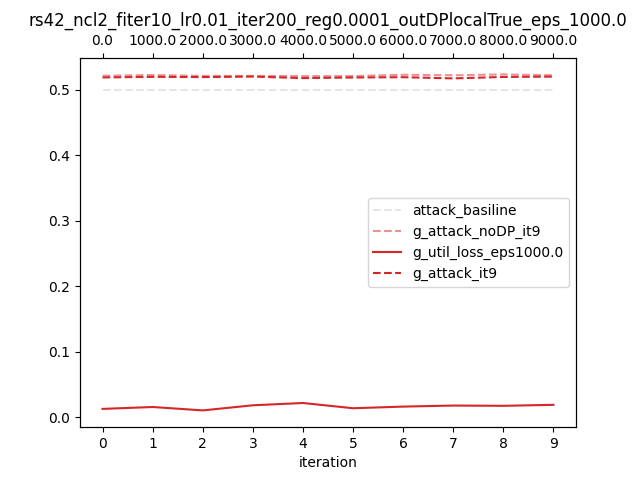 rs42_ncl2_fiter10_lr0.01_iter200_reg0.0001_outDPlocalTrue_eps_1000.0
0.0 1000.0 2000.0 3000.0 4000.0 5000.0 6000.0 7000.0 8000.0 9000.0
0.5
0.4
0.3
0.2
0.1
0.0
attack_basiline
g_attack_noDP_it9
g_util_loss_eps1000.0
g_attack_it9
0 1 2 3 4 5 6 7 8 9
iteration